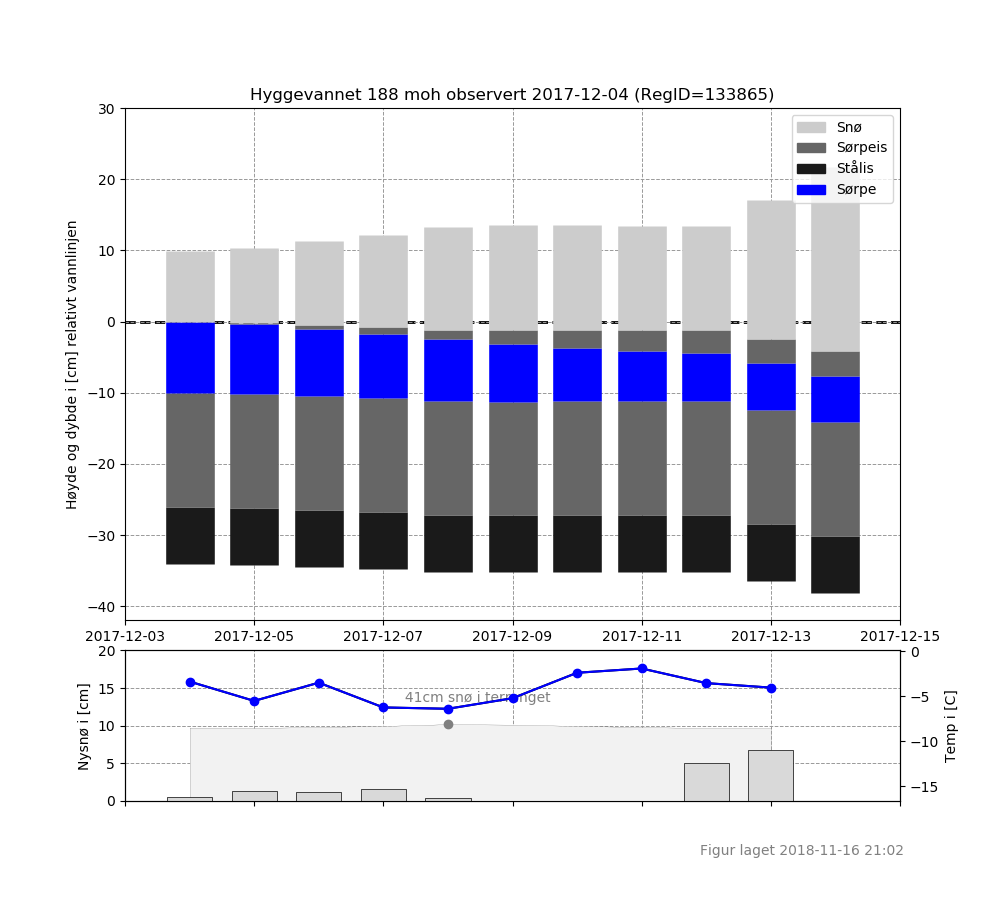 Hyggevannet 188 moh observert 2017-12-04 (RegID=133865)
Høyde og dybde i [cm] relativt vannlinjen
30
20
10
0
−10
−20
−30
−40
Snø
Sørpeis
Stålis
Sørpe
2017-12-03 2017-12-05 2017-12-07 2017-12-09 2017-12-11 2017-12-13 2017-12-15
Nysnø i [cm]
20
15
10
5
0
41cm snø i terrenget
0
−5
−10
−15
Temp i [C]
Figur laget 2018-11-16 21:02